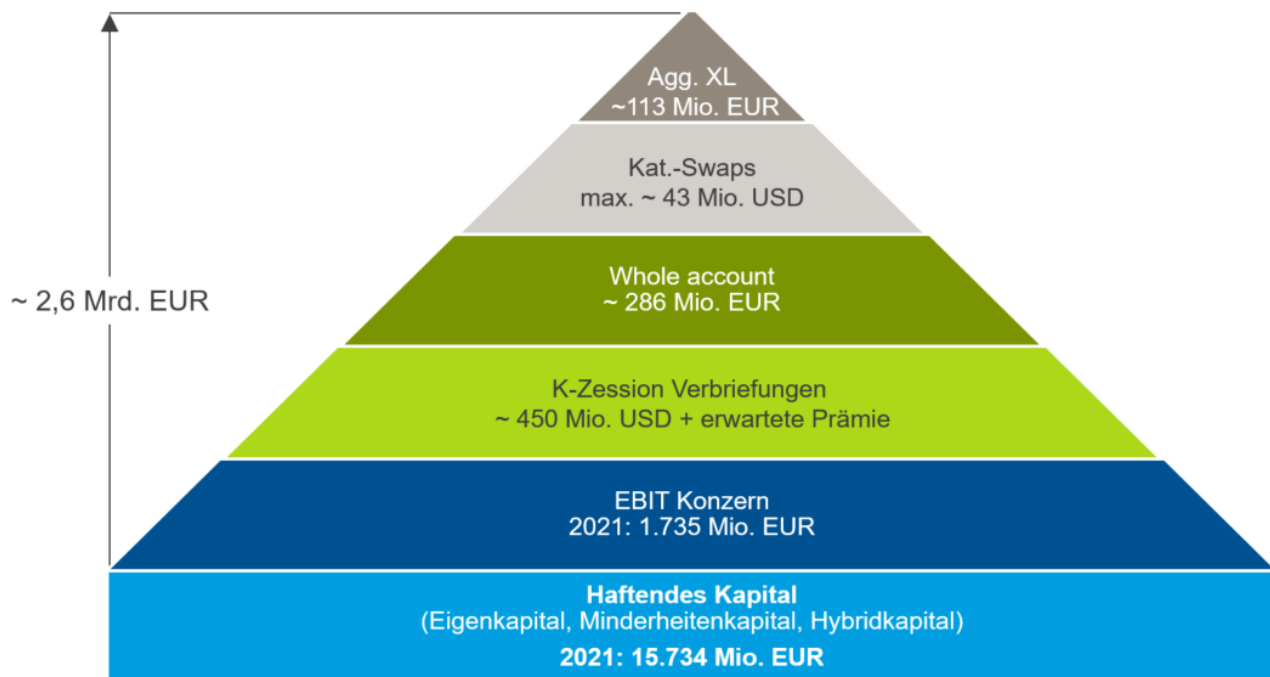 Agg. XL
~113 Mio. EUR
Kat.-Swaps
max. ~ 43 Mio. USD
Whole account
~ 286 Mio. EUR
~ 2,6 Mrd. EUR
K-Zession Verbriefungen
~ 450 Mio. USD + erwartete Prämie
EBIT Konzern
2021: 1.735 Mio. EUR
Haftendes Kapital
(Eigenkapital, Minderheitenkapital, Hybridkapital)
2021: 15.734 Mio. EUR